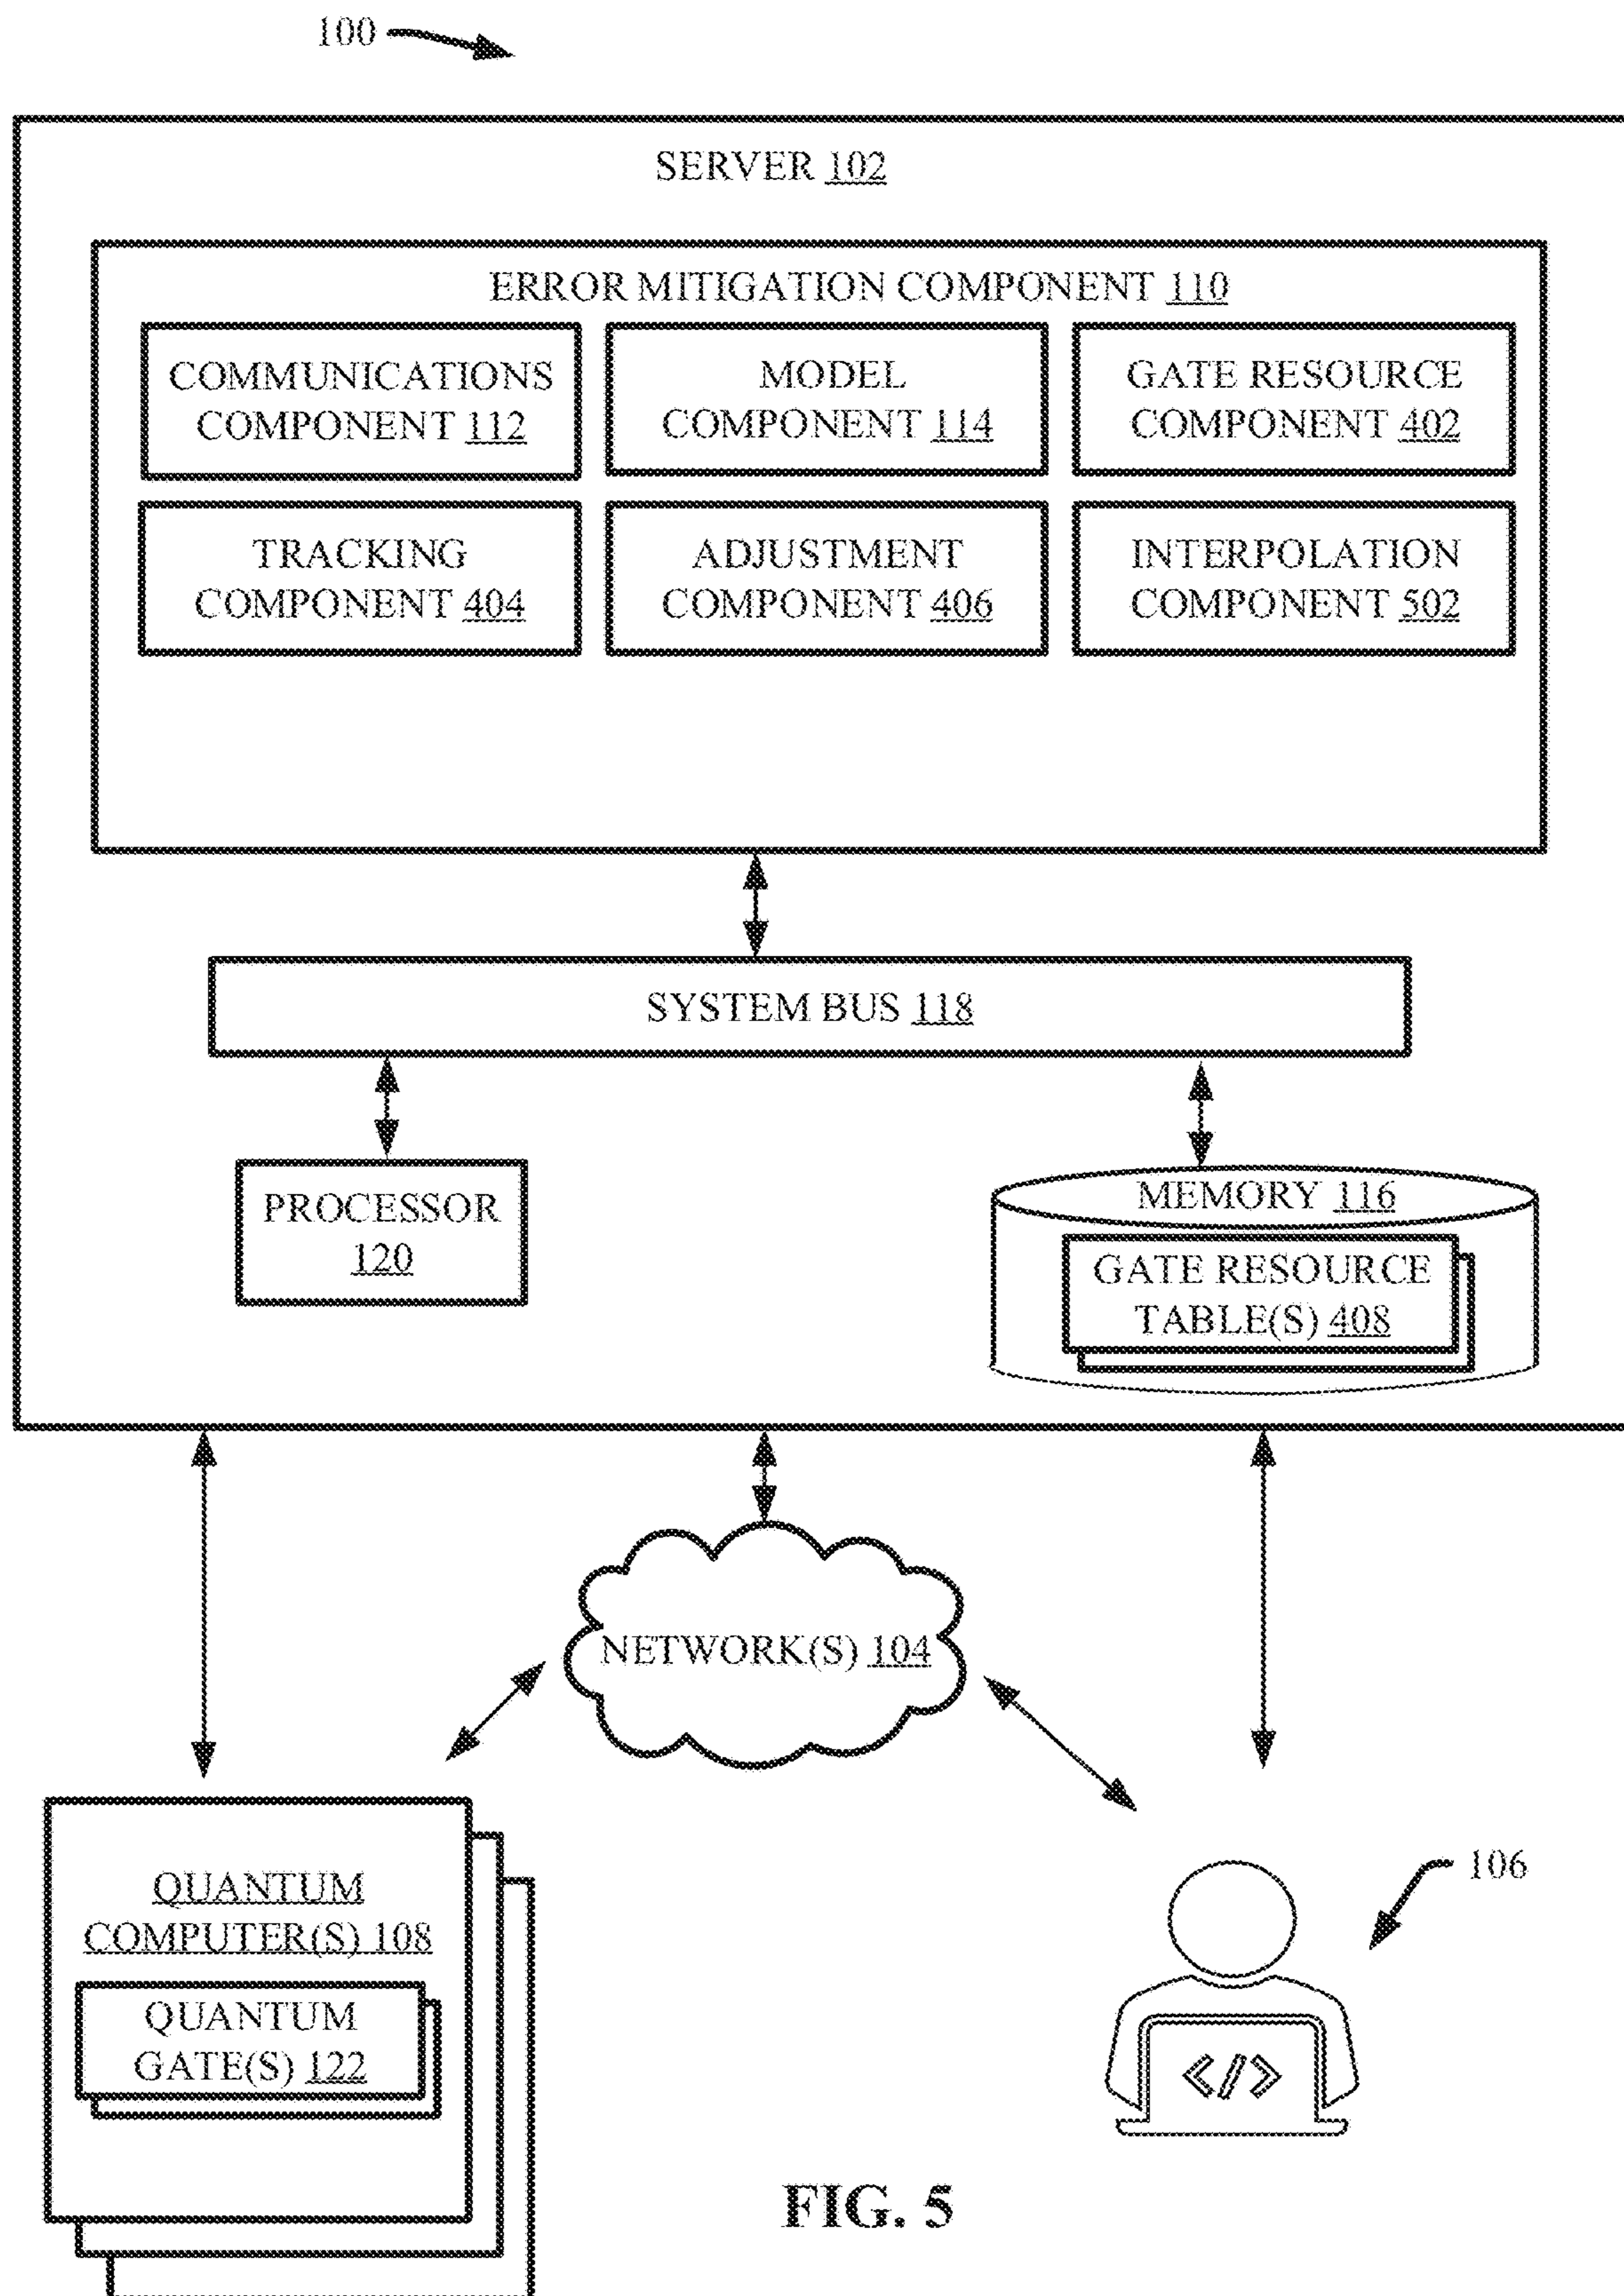 100
SERVER 102
ERROR MITIGATION COMPONENT 110
COMMUNICATIONS
COMPONENT 112
MODEL
COMPONENT 114
GATE RESOURCE
COMPONENT 402
TRACKING
COMPONENT 404
ADJUSTMENT
COMPONENT 406
INTERPOLATION
COMPONENT 502
SYSTEM BUS 118
PROCESSOR
120
MEMORY 116
GATE RESOURCE
TABLE(S) 408
NETWORK(S) 104
QUANTUM
COMPUTER(S) 108
QUANTUM
GATE(S) 122
106
</>
FIG. 5